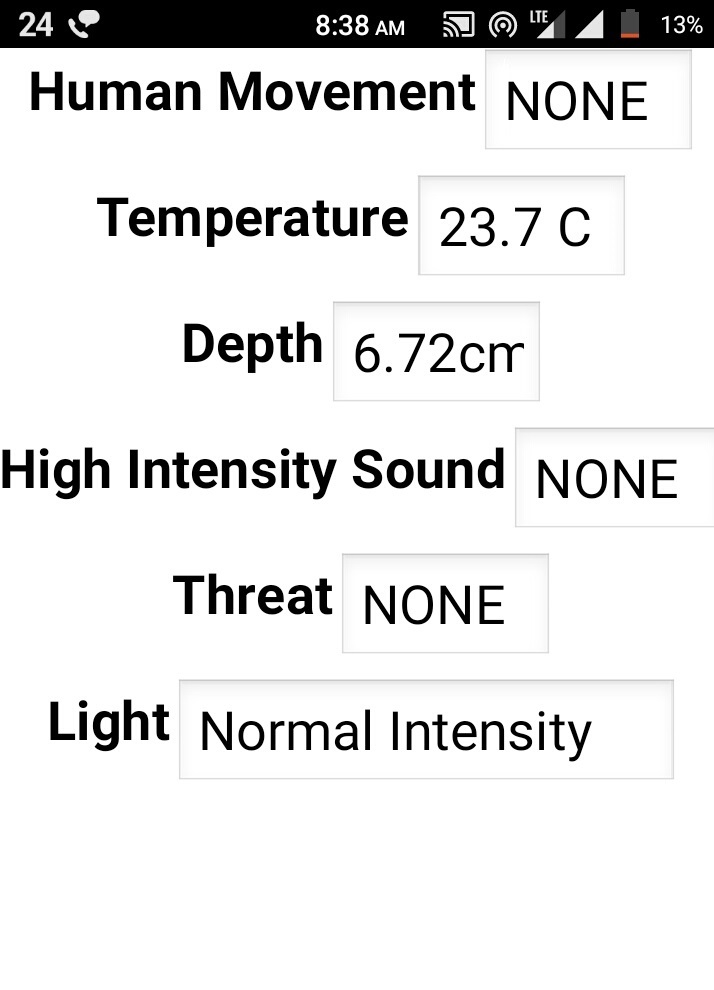 24 8:38 AM LTE 13%
Human Movement NONE
Temperature 23.7 C
Depth 6.72cm
High Intensity Sound NONE
Threat NONE
Light Normal Intensity